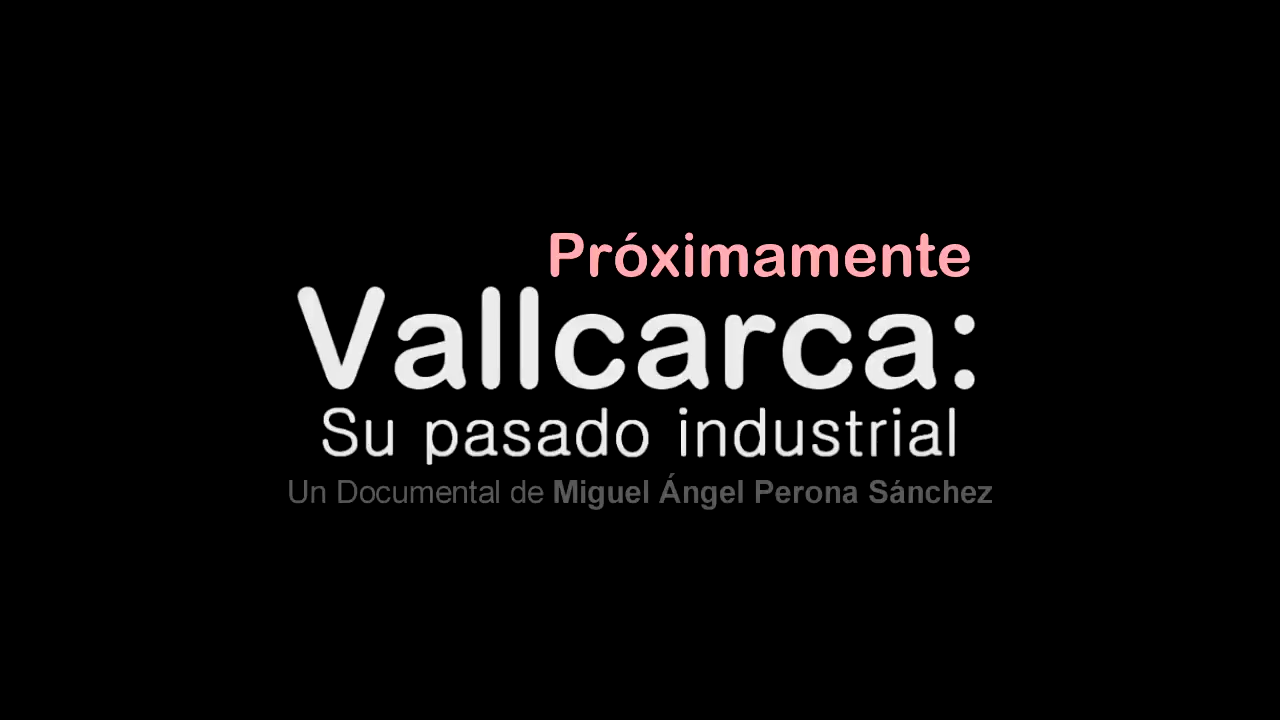 Próximamente
Vallcarca:
Su pasado industrial
Un Documental de Miguel Ángel Perona Sánchez